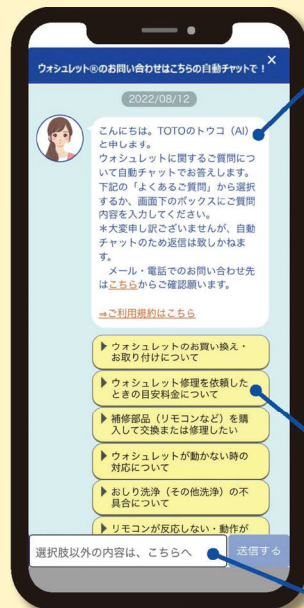 ウォシュレット®のお問い合わせはこちらの自動チャットで！
×
2022/08/12
こんにちは。TOTOのトウコ（AI）
と申します。
ウォシュレットに関するご質問につ
いて自動チャットでお答えします。
下記の「よくあるご質問」から選択
するか、画面下のボックスにご質問
内容を入力してください。
＊大変申し訳ございませんが、自動
チャットのため返信は致しかねま
す。
　メール・電話でのお問い合わせ先
はこちらからご確認願います。
⇒ご利用規約はこちら
▶ ウォシュレットのお買い換え・
お取り付けについて
▶ ウォシュレット修理を依頼した
ときの目安料金について
▶ 補修部品（リモコンなど）を購
入して交換または修理したい
▶ ウォシュレットが動かない時の
対応について
▶ おしり洗浄（その他洗浄）の不
具合について
▶ リモコンが反応しない・動作が
選択肢以外の内容は、こちらへ
送信する